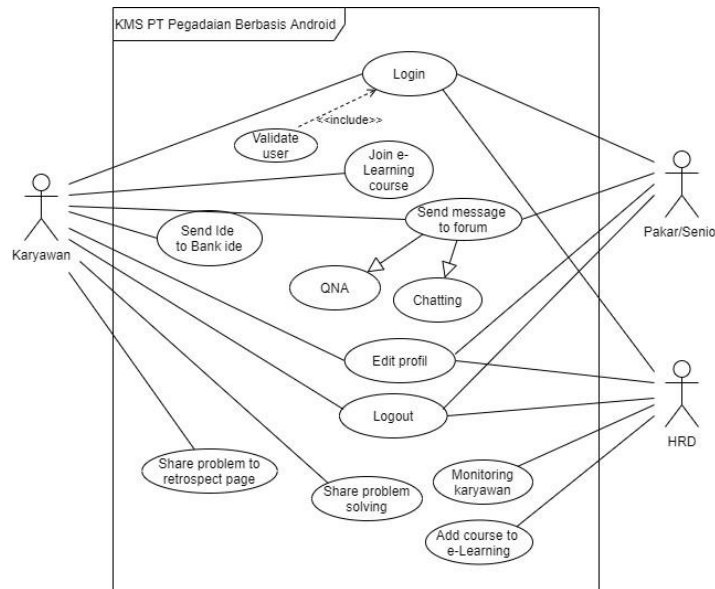 KMS PT Pegadaian Berbasis Android
Login
<<include>>
Validate
user
Join e-
Learning
course
Send message
to forum
Send Ide
to Bank ide
Karyawan
Pakar/Senio
QNA
Chatting
Edit profil
Logout
HRD
Share problem to
retrospect page
Share problem
solving
Monitoring
karyawan
Add course to
e-Learning